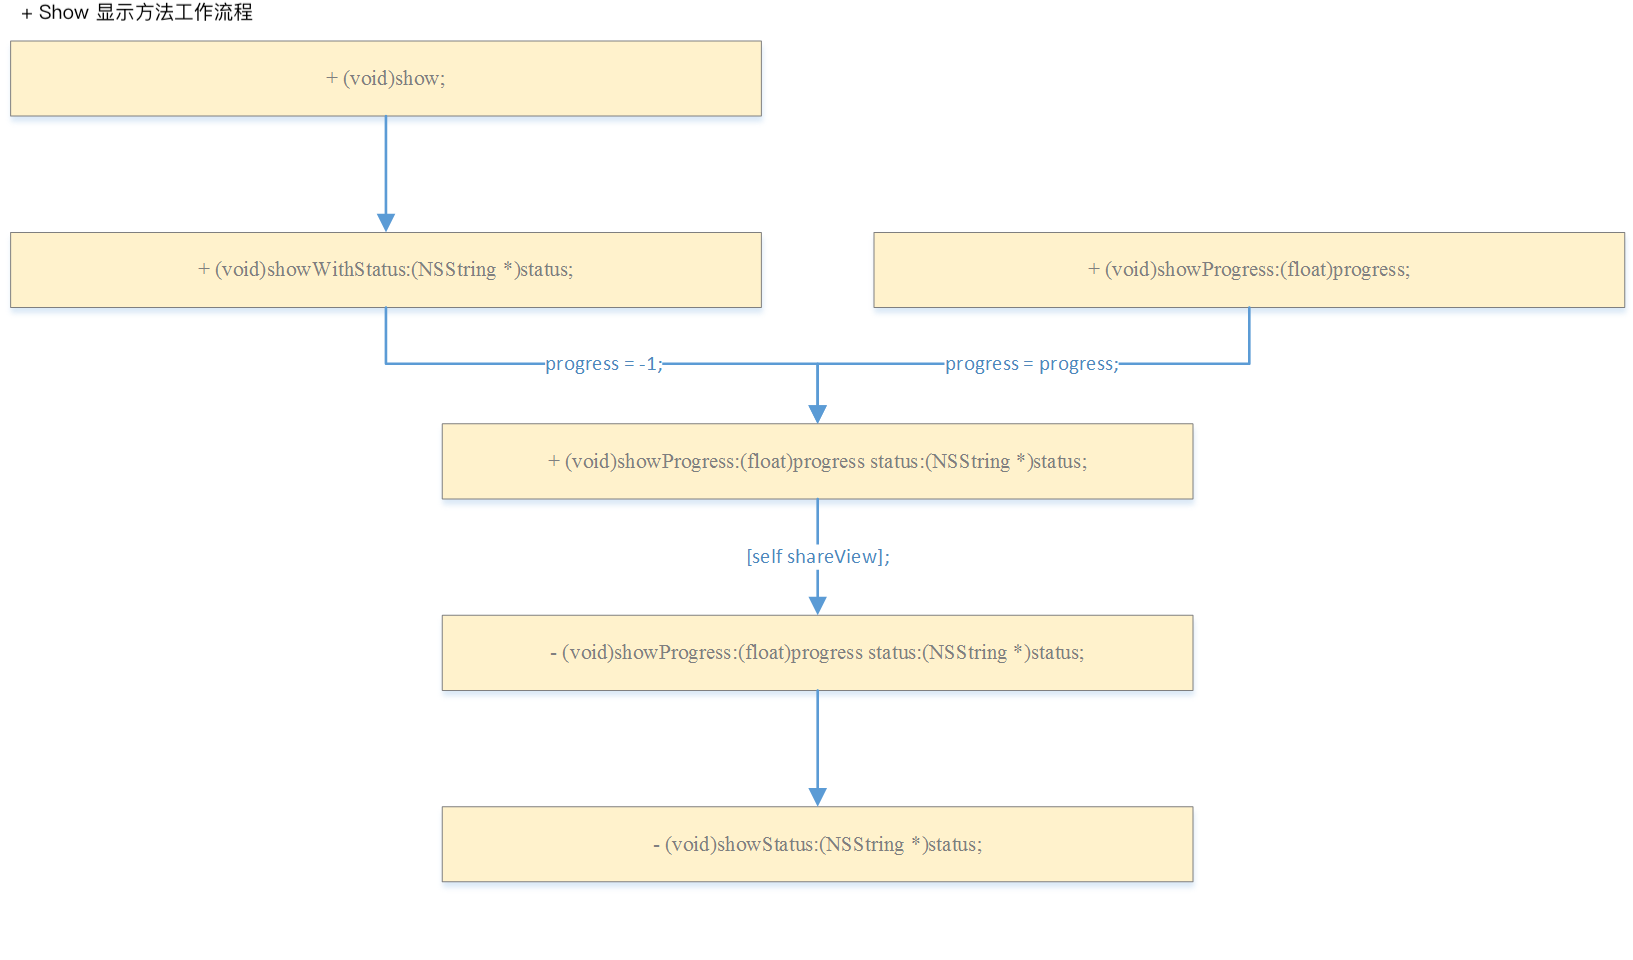 + Show 显示方法工作流程
+ (void)show;
+ (void)showWithStatus:(NSString *)status;
+ (void)showProgress:(float)progress;
progress = -1;
progress = progress;
+ (void)showProgress:(float)progress status:(NSString *)status;
[self shareView];
- (void)showProgress:(float)progress status:(NSString *)status;
- (void)showStatus:(NSString *)status;